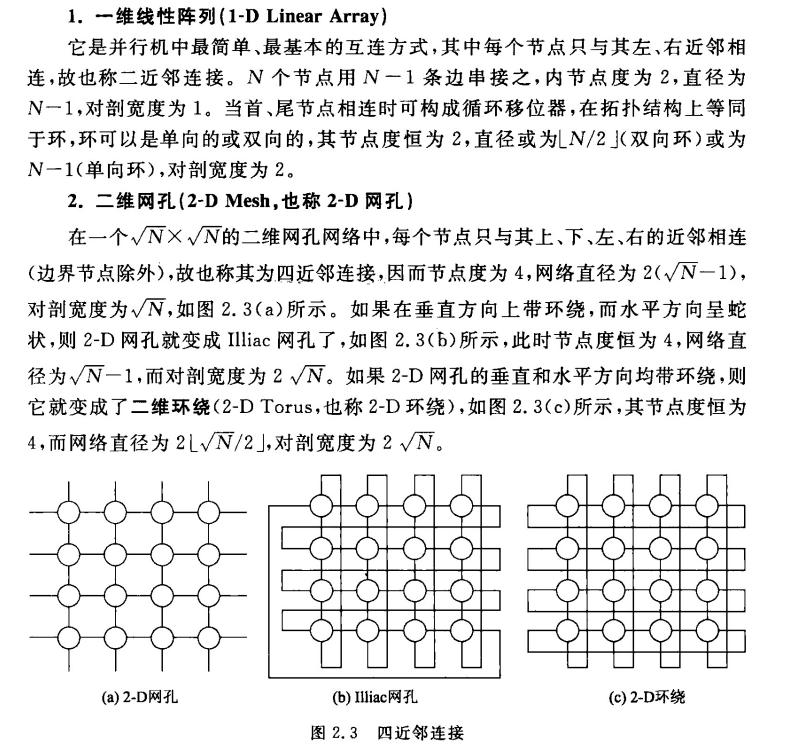 1. 一维线性阵列(1-D Linear Array)
它是并行机中最简单、最基本的互连方式,其中每个节点只与其左、右近邻相
连,故也称二近邻连接。N 个节点用 N－1 条边串接之,内节点度为 2,直径为
N－1,对剖宽度为 1。当首、尾节点相连时可构成循环移位器,在拓扑结构上等同
于环,环可以是单向的或双向的,其节点度恒为 2,直径或为⌊N/2⌋(双向环)或为
N－1(单向环),对剖宽度为 2。
2. 二维网孔(2-D Mesh,也称 2-D 网孔)
在一个√N×√N的二维网孔网络中,每个节点只与其上、下、左、右的近邻相连
(边界节点除外),故也称其为四近邻连接,因而节点度为 4,网络直径为 2(√N－1),
对剖宽度为√N,如图 2.3(a)所示。如果在垂直方向上带环绕,而水平方向呈蛇
状,则 2-D 网孔就变成 Illiac 网孔了,如图 2.3(b)所示,此时节点度恒为 4,网络直
径为√N－1,而对剖宽度为 2√N。如果 2-D 网孔的垂直和水平方向均带环绕,则
它就变成了二维环绕(2-D Torus,也称 2-D 环绕),如图 2.3(c)所示,其节点度恒为
4,而网络直径为 2⌊√N/2⌋,对剖宽度为 2√N。
(a) 2-D网孔
(b) Illiac网孔
(c) 2-D环绕
图 2.3 四近邻连接